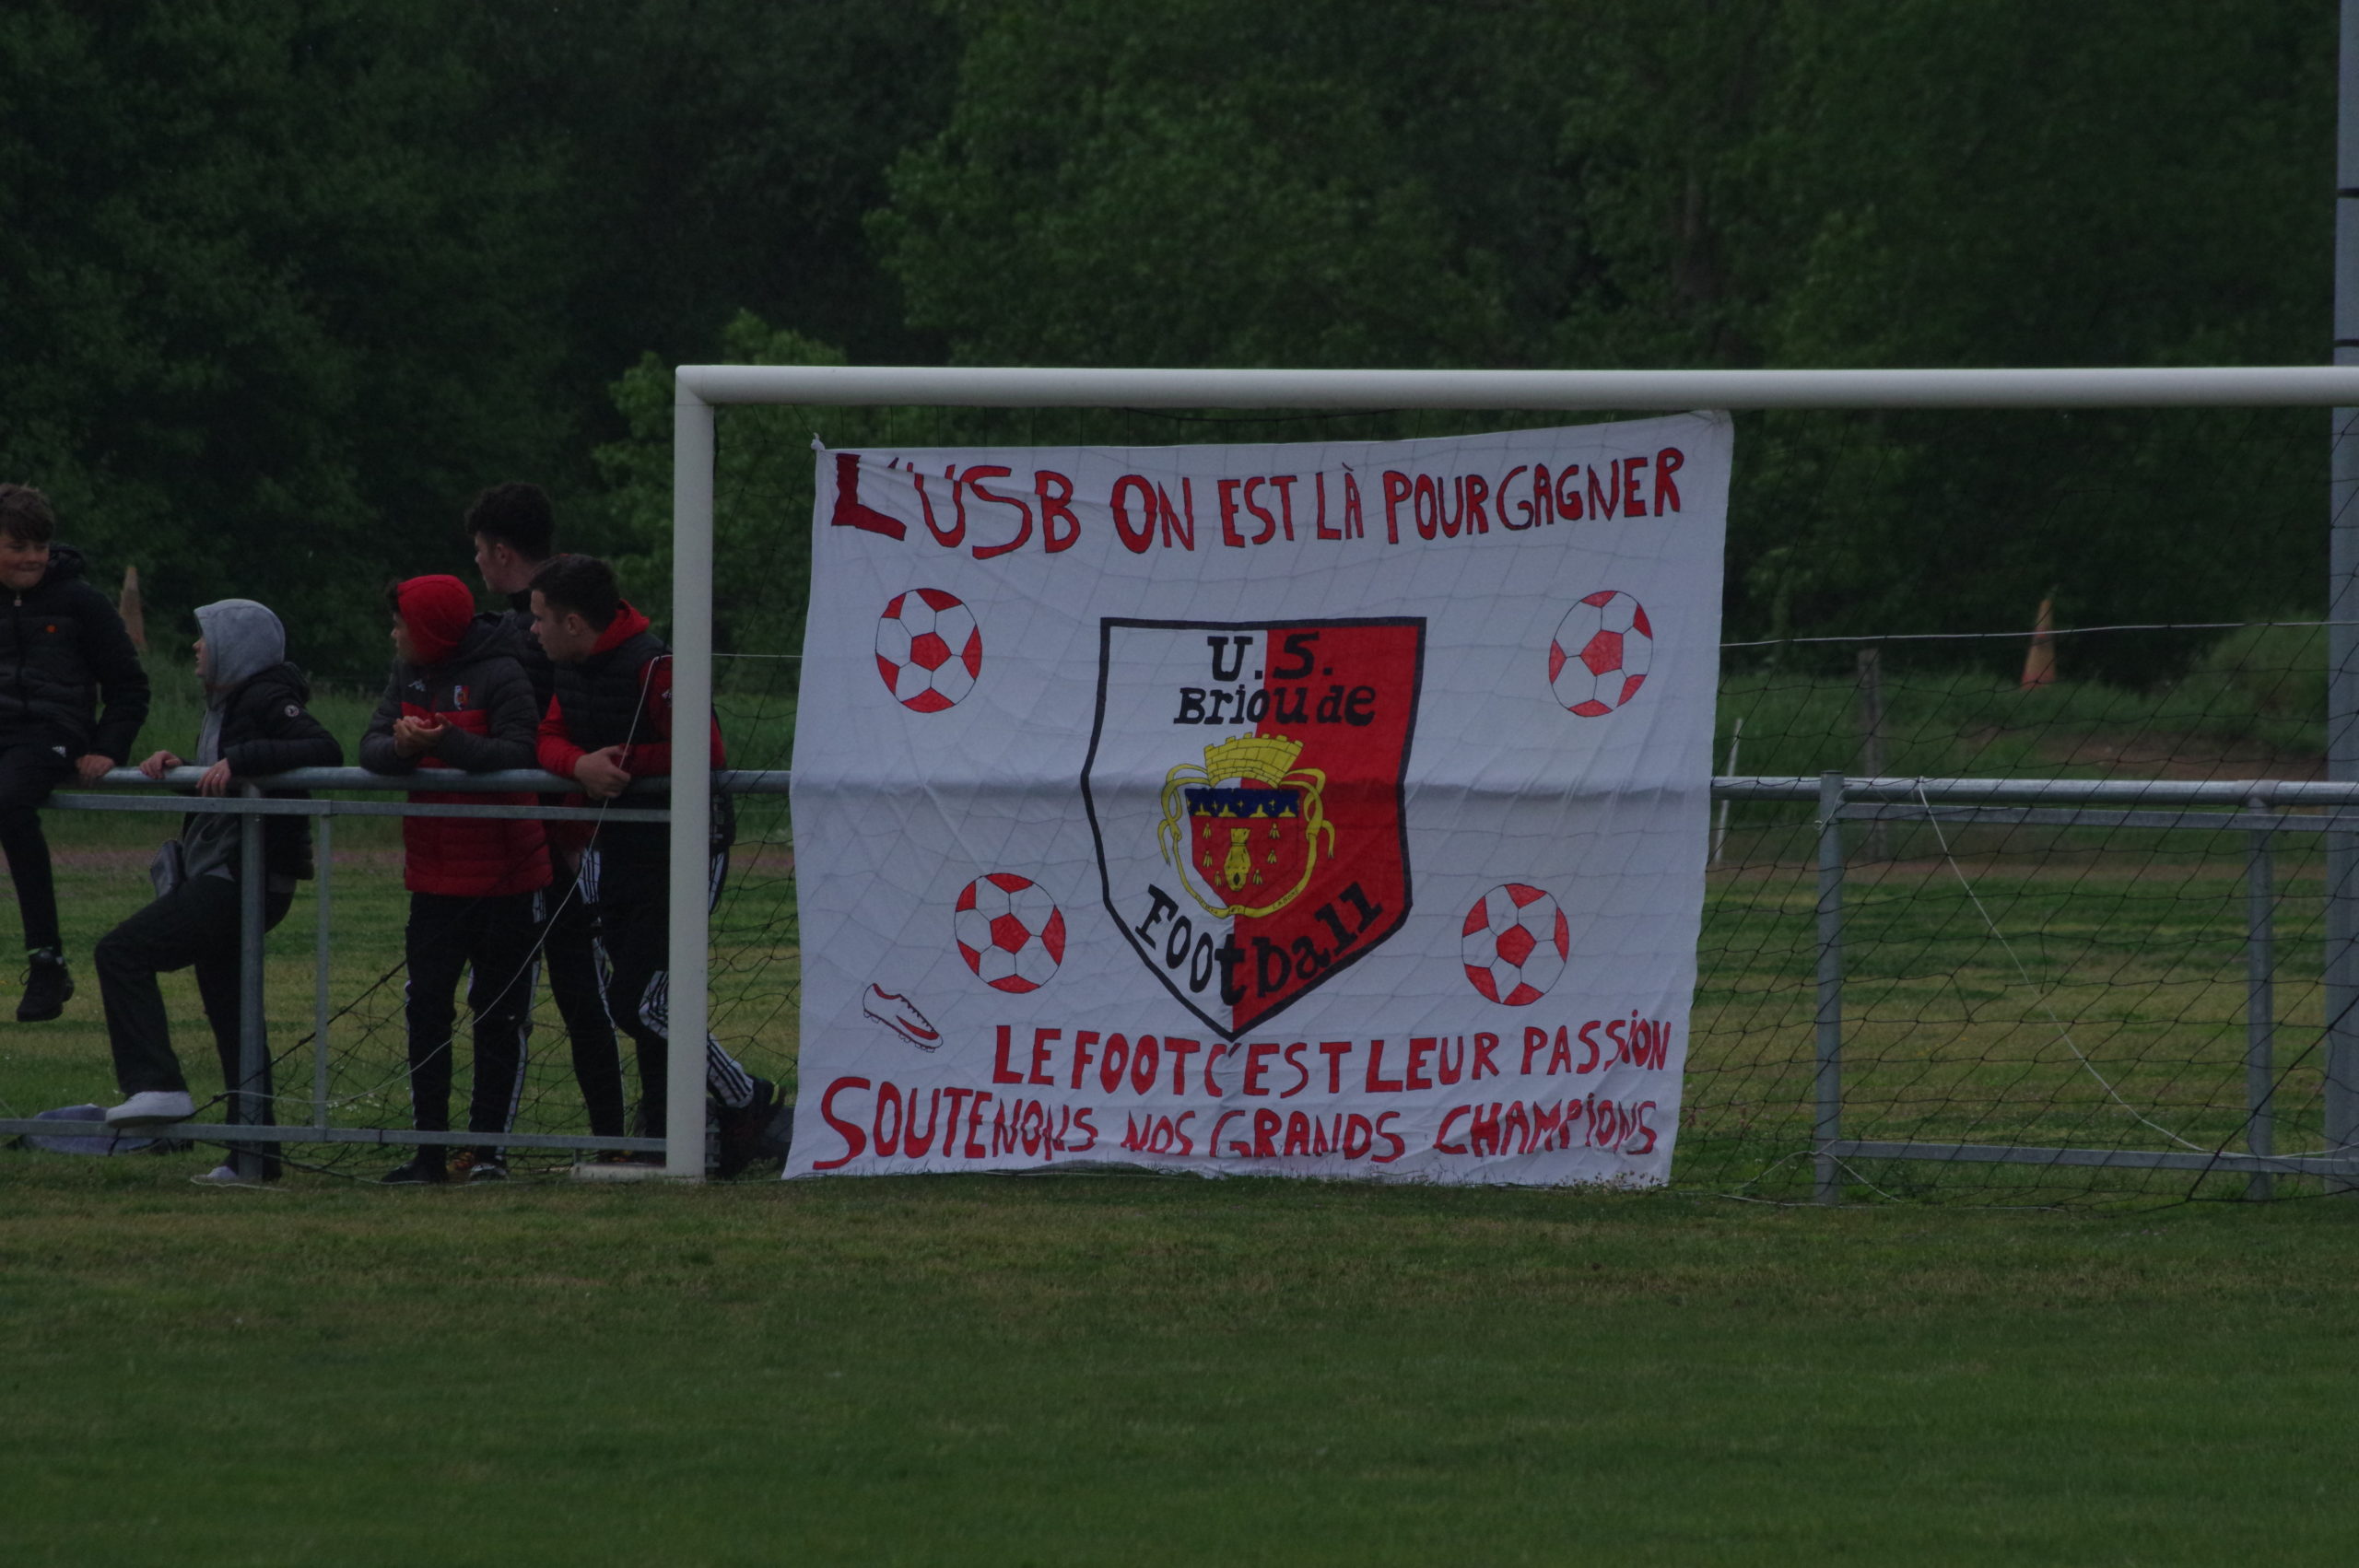 L'USB ON EST LÀ POUR GAGNER
U.S.
Brioude
Football
LE FOOT C'EST LEUR PASSION
SOUTENONS NOS GRANDS CHAMPIONS